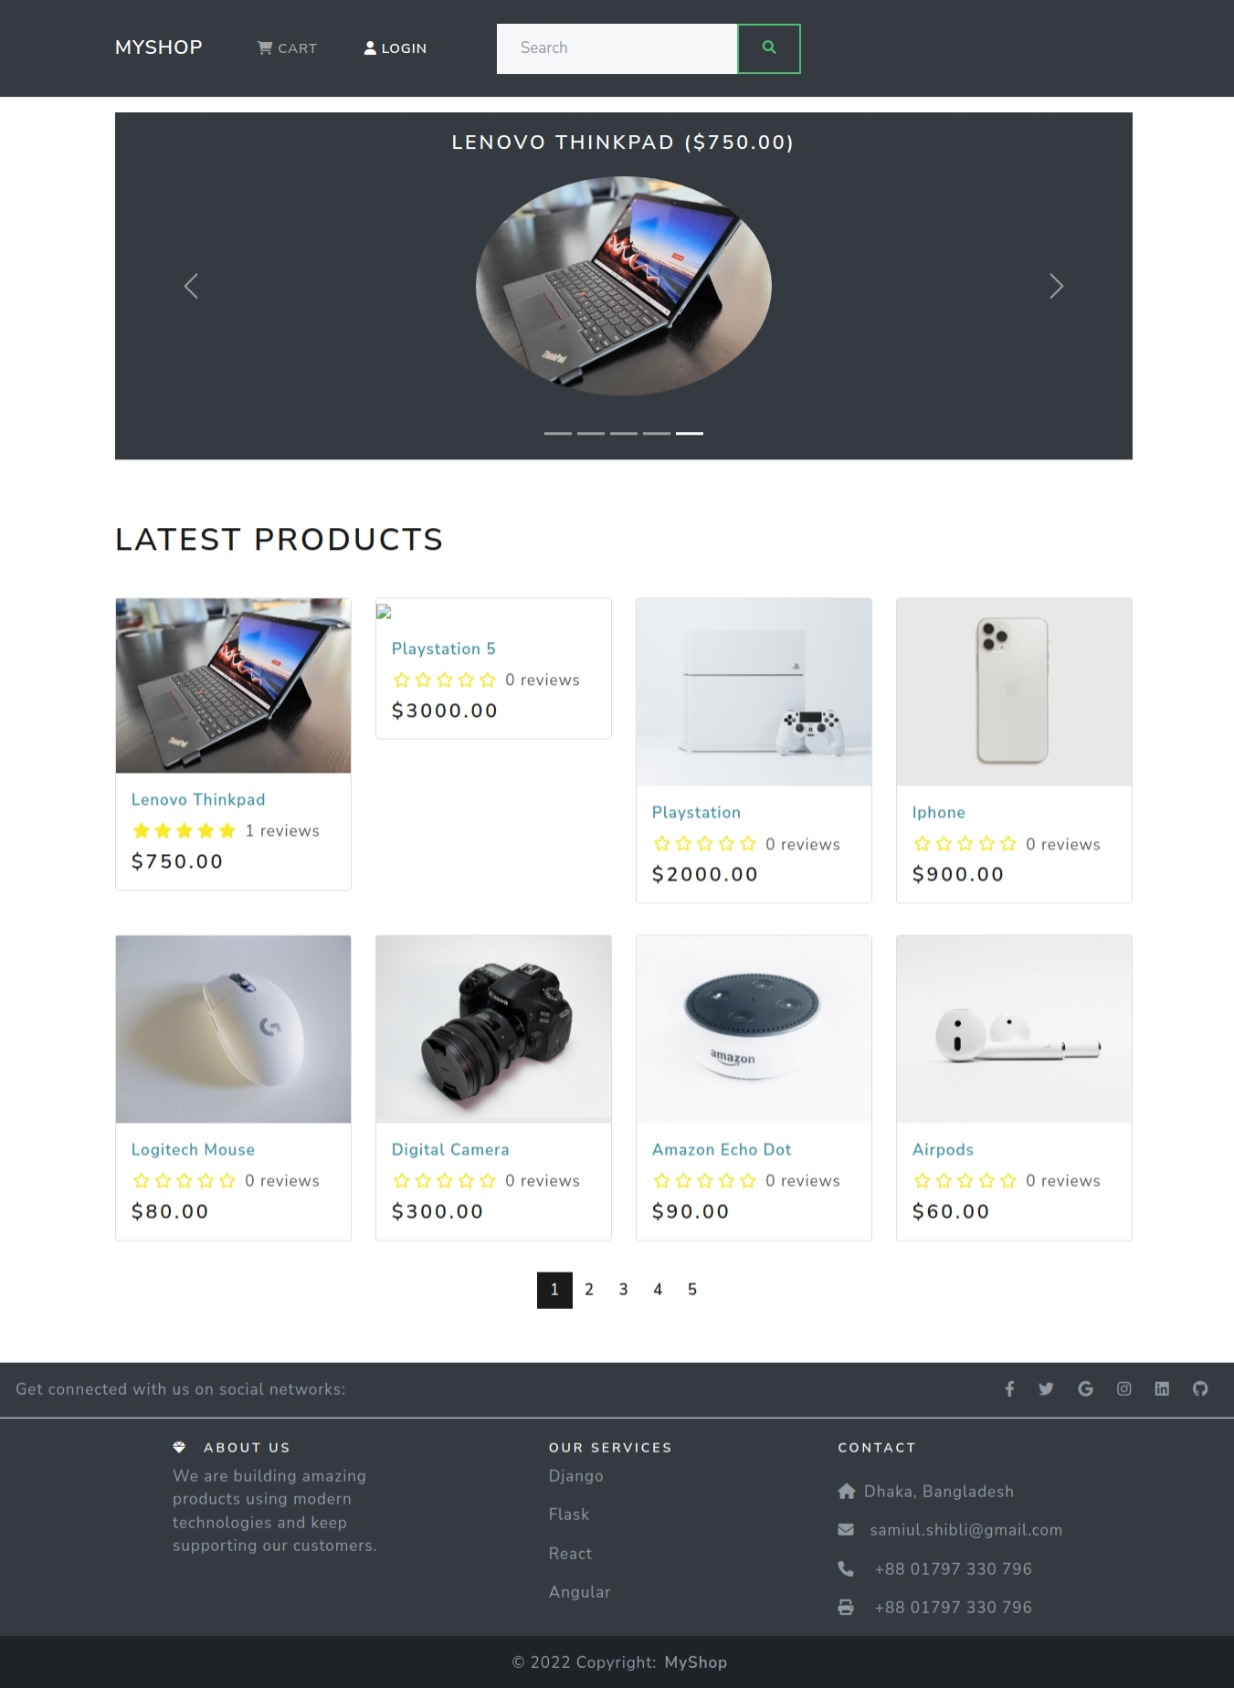 MYSHOP
CART
LOGIN
Search
LENOVO THINKPAD ($750.00)
ThinkPad
LATEST PRODUCTS
ThinkPad
Lenovo Thinkpad
1 reviews
$750.00
Playstation 5
0 reviews
$3000.00
Playstation
0 reviews
$2000.00
Iphone
0 reviews
$900.00
Logitech Mouse
0 reviews
$80.00
Canon
Digital Camera
0 reviews
$300.00
amazon
Amazon Echo Dot
0 reviews
$90.00
Airpods
0 reviews
$60.00
1 2 3 4 5
Get connected with us on social networks:
ABOUT US
We are building amazing
products using modern
technologies and keep
supporting our customers.
OUR SERVICES
Django
Flask
React
Angular
CONTACT
Dhaka, Bangladesh
samiul.shibli@gmail.com
+88 01797 330 796
+88 01797 330 796
© 2022 Copyright: MyShop